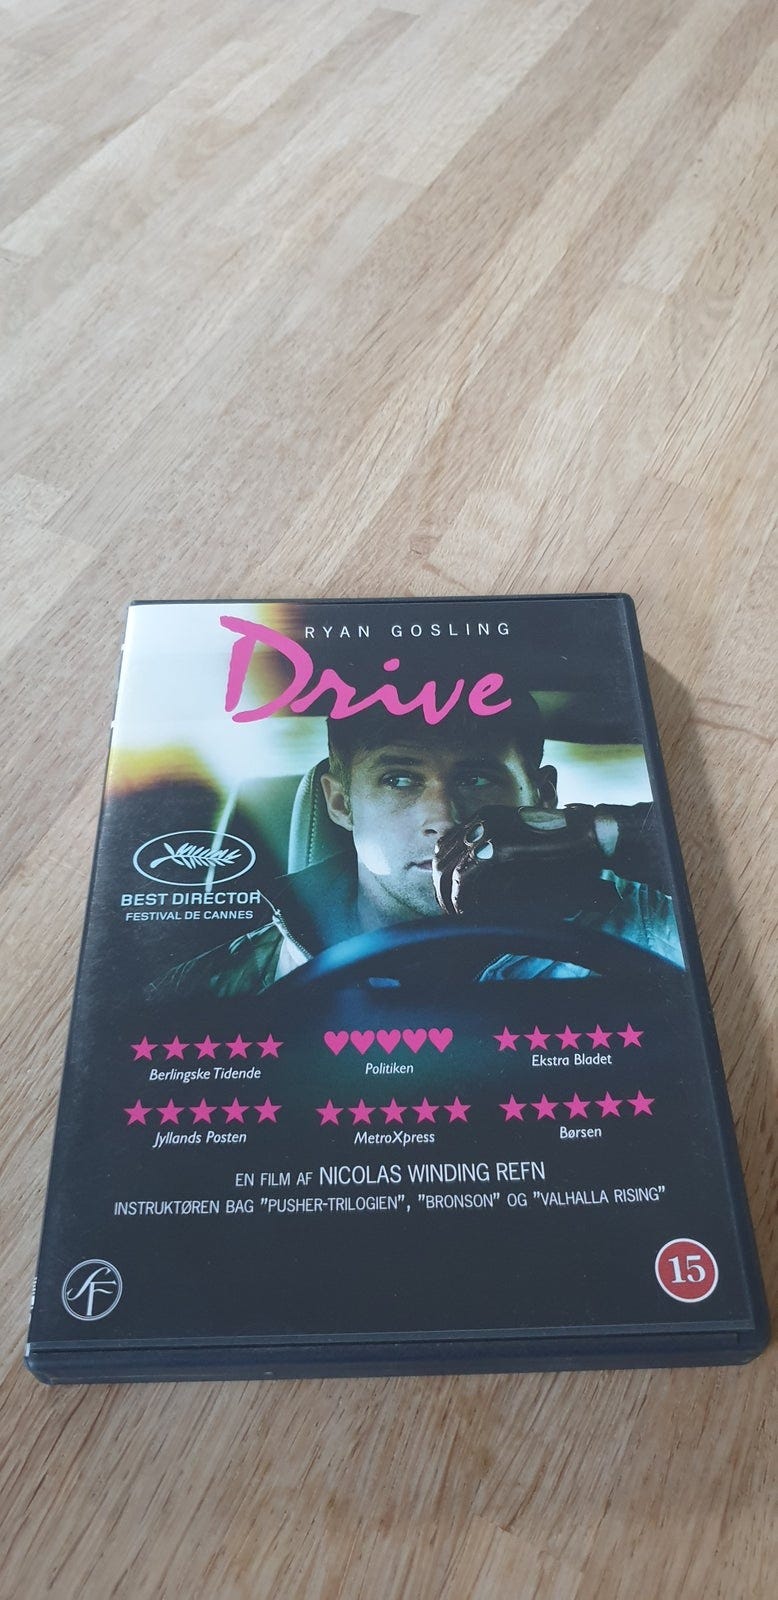 RYAN GOSLING
Drive
BEST DIRECTOR
FESTIVAL DE CANNES
Berlingske Tidende
Politiken
Ekstra Bladet
Jyllands Posten
MetroXpress
Børsen
EN FILM AF NICOLAS WINDING REFN
INSTRUKTØREN BAG "PUSHER-TRILOGIEN", "BRONSON" OG "VALHALLA RISING"
SF
15